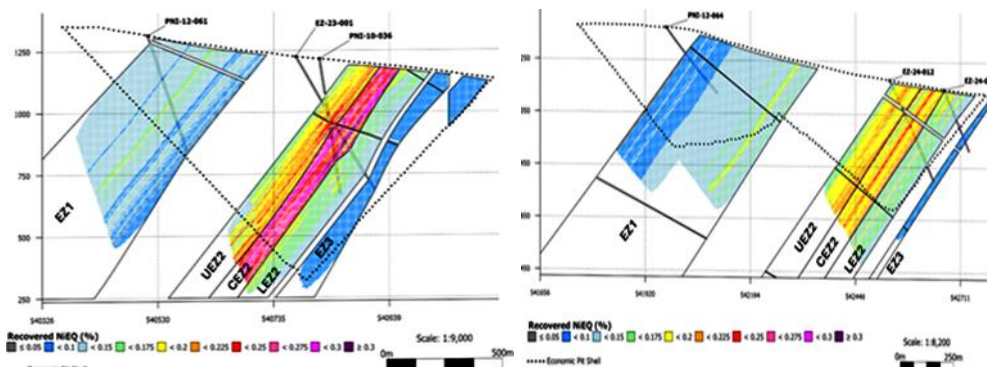 PNI-12-061
EZ-23-001
PNI-10-036
1250
1000
750
500
250
EZ1
UEZ2
CEZ2
LEZ2
EZ3
540326
540530
540735
540939
Recovered NiEQ (%)
≤ 0.05 < 0.1 < 0.15 < 0.175 < 0.2 < 0.225 < 0.25 < 0.275 < 0.3 ≥ 0.3
Scale: 1:9,000
0m 500m
PNI-12-064
EZ-24-012
EZ-24-0
EZ1
UEZ2
CEZ2
LEZ2
EZ3
541920
542184
542448
542711
Recovered NiEQ (%)
≤ 0.05 < 0.1 < 0.15 < 0.175 < 0.2 < 0.225 < 0.25 < 0.275 < 0.3 ≥ 0.3
Economic Pit Shell
Scale: 1:8,200
0m 250m